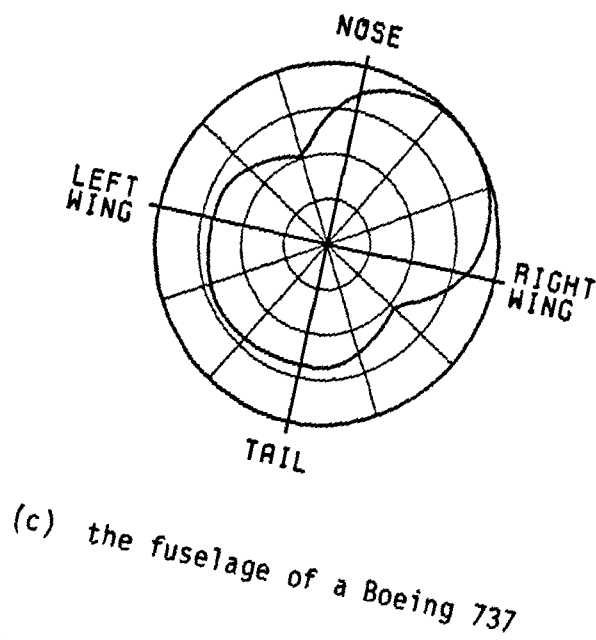 NOSE
LEFT
WING
RIGHT
WING
TAIL
(c) the fuselage of a Boeing 737